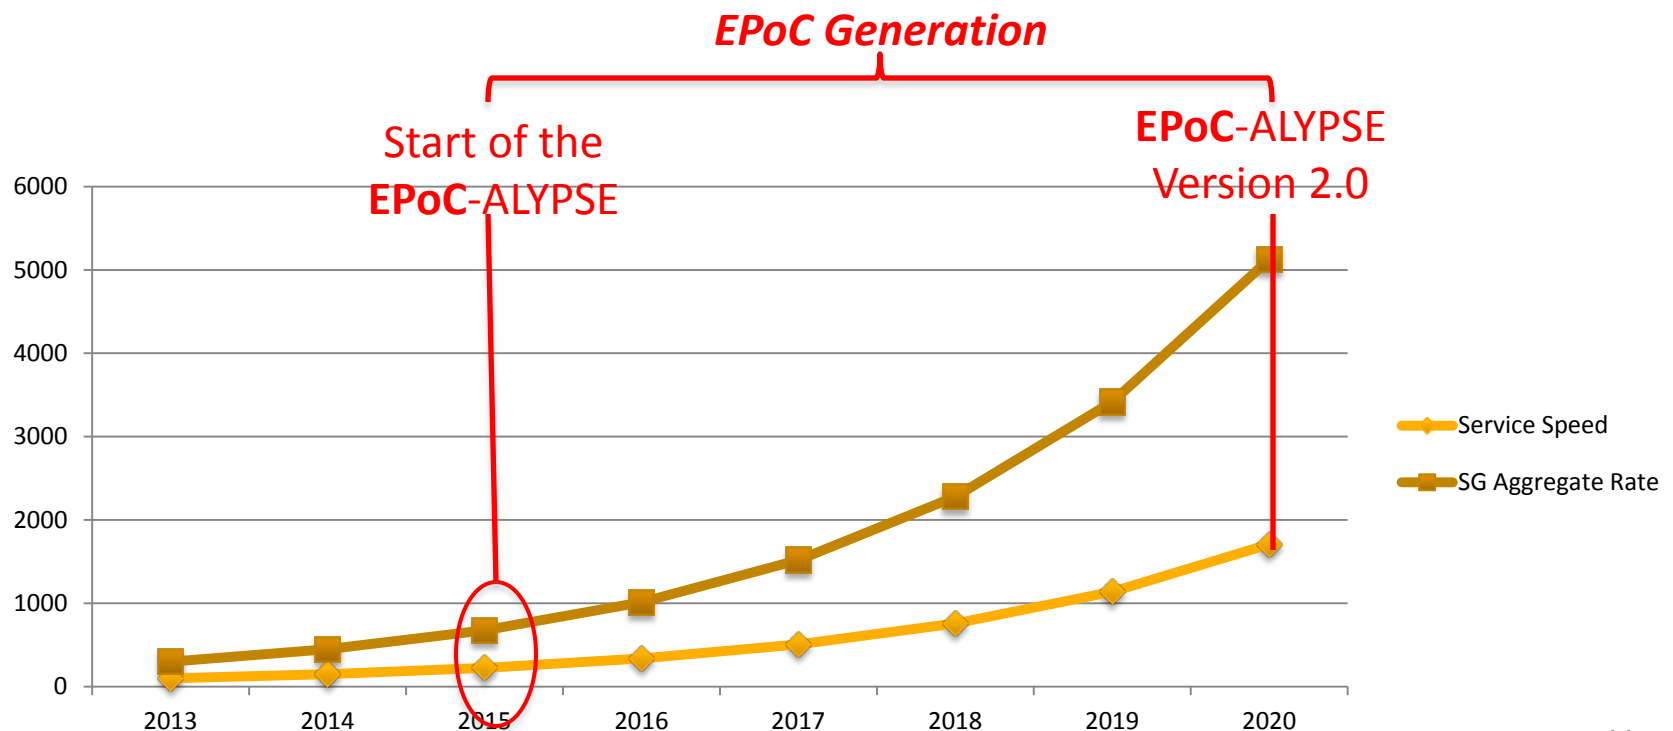 EPoC Generation
Start of the
EPoC-ALYPSE
EPoC-ALYPSE
Version 2.0
6000
5000
4000
3000
2000
1000
0
2013 2014 2015 2016 2017 2018 2019 2020
Service Speed
SG Aggregate Rate